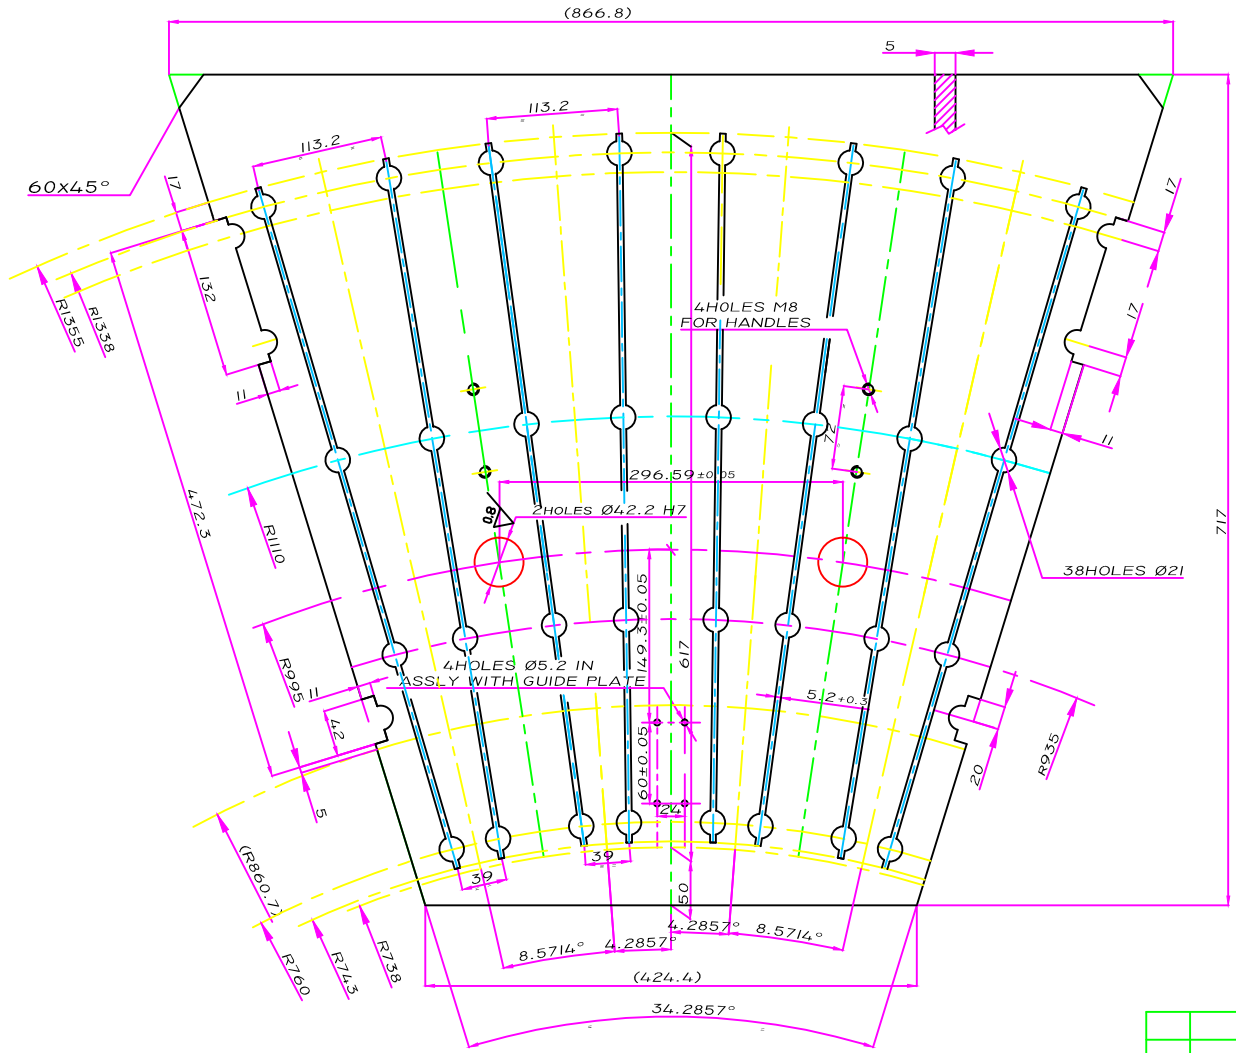 (866.8)
5
113.2
113.2
17
60x45°
17
132
R1355
R1338
17
4HOLES M8
FOR HANDLES
11
11
72
472.3
296.59±0.05
0.8
2HOLES Ø42.2 H7
R1110
717
38HOLES Ø21
149.3±0.05
617
4HOLES Ø5.2 IN
ASSLY WITH GUIDE PLATE
R995
11
5.2+0.3
42
60±0.05
R935
20
5
24
39
39
(R860.7)
50
4.2857°
8.5714°
8.5714°
4.2857°
R760
R743
R738
(424.4)
34.2857°